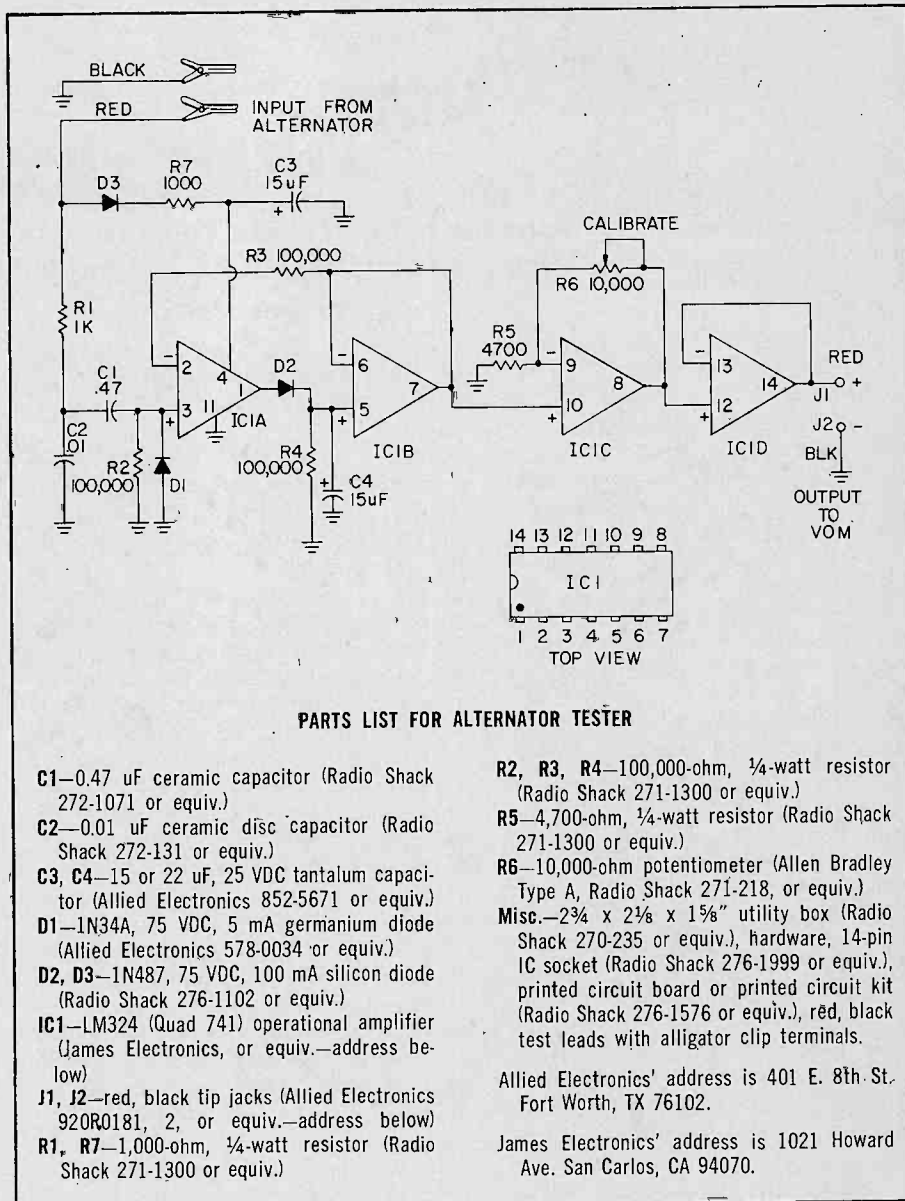 BLACK
RED
INPUT FROM
ALTERNATOR
D3
R7
1000
C3
15uF
+
R3 100,000
CALIBRATE
R6 10,000
R1
1K
C1
.47
C2
.01
R2
100,000
D1
-
2
3
+
4
11
1
IC1A
D2
R4
100,000
+
C4
15uF
-
6
5
+
7
IC1B
R5
4700
-
9
10
+
8
IC1C
-
13
12
+
14
IC1D
RED
+
J1
J2
-
BLK
OUTPUT
TO
VOM
14 13 12 11 10 9 8
IC1
1 2 3 4 5 6 7
TOP VIEW
PARTS LIST FOR ALTERNATOR TESTER
C1—0.47 uF ceramic capacitor (Radio Shack
272-1071 or equiv.)
C2—0.01 uF ceramic disc capacitor (Radio
Shack 272-131 or equiv.)
C3, C4—15 or 22 uF, 25 VDC tantalum capaci-
tor (Allied Electronics 852-5671 or equiv.)
D1—1N34A, 75 VDC, 5 mA germanium diode
(Allied Electronics 578-0034 or equiv.)
D2, D3—1N487, 75 VDC, 100 mA silicon diode
(Radio Shack 276-1102 or equiv.)
IC1—LM324 (Quad 741) operational amplifier
(James Electronics, or equiv.—address be-
low)
J1, J2—red, black tip jacks (Allied Electronics
920R0181, 2, or equiv.—address below)
R1, R7—1,000-ohm, ¼-watt resistor (Radio
Shack 271-1300 or equiv.)
R2, R3, R4—100,000-ohm, ¼-watt resistor
(Radio Shack 271-1300 or equiv.)
R5—4,700-ohm, ¼-watt resistor (Radio Shack
271-1300 or equiv.)
R6—10,000-ohm potentiometer (Allen Bradley
Type A, Radio Shack 271-218, or equiv.)
Misc.—2¾ x 2⅛ x 1⅝" utility box (Radio
Shack 270-235 or equiv.), hardware, 14-pin
IC socket (Radio Shack 276-1999 or equiv.),
printed circuit board or printed circuit kit
(Radio Shack 276-1576 or equiv.), red, black
test leads with alligator clip terminals.
Allied Electronics' address is 401 E. 8th St.
Fort Worth, TX 76102.
James Electronics' address is 1021 Howard
Ave. San Carlos, CA 94070.